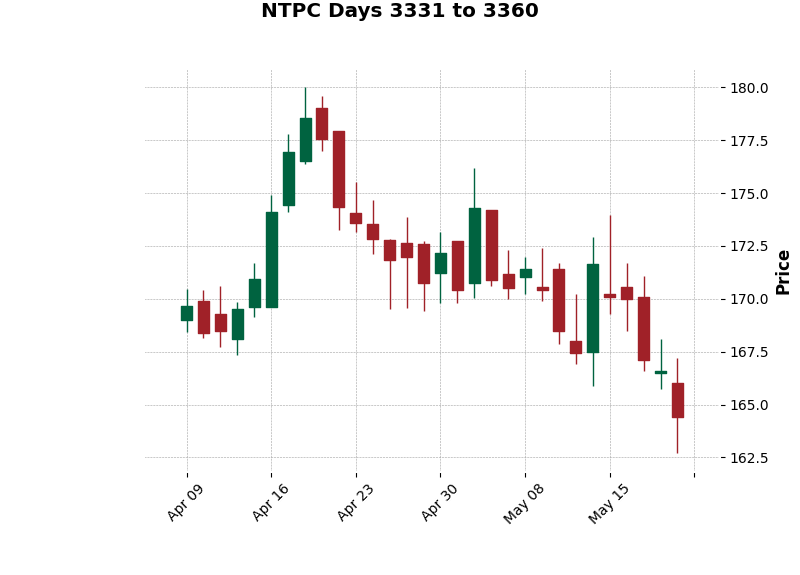 NTPC Days 3331 to 3360
180.0
177.5
175.0
172.5
170.0
167.5
165.0
162.5
Price
Apr 09
Apr 16
Apr 23
Apr 30
May 08
May 15